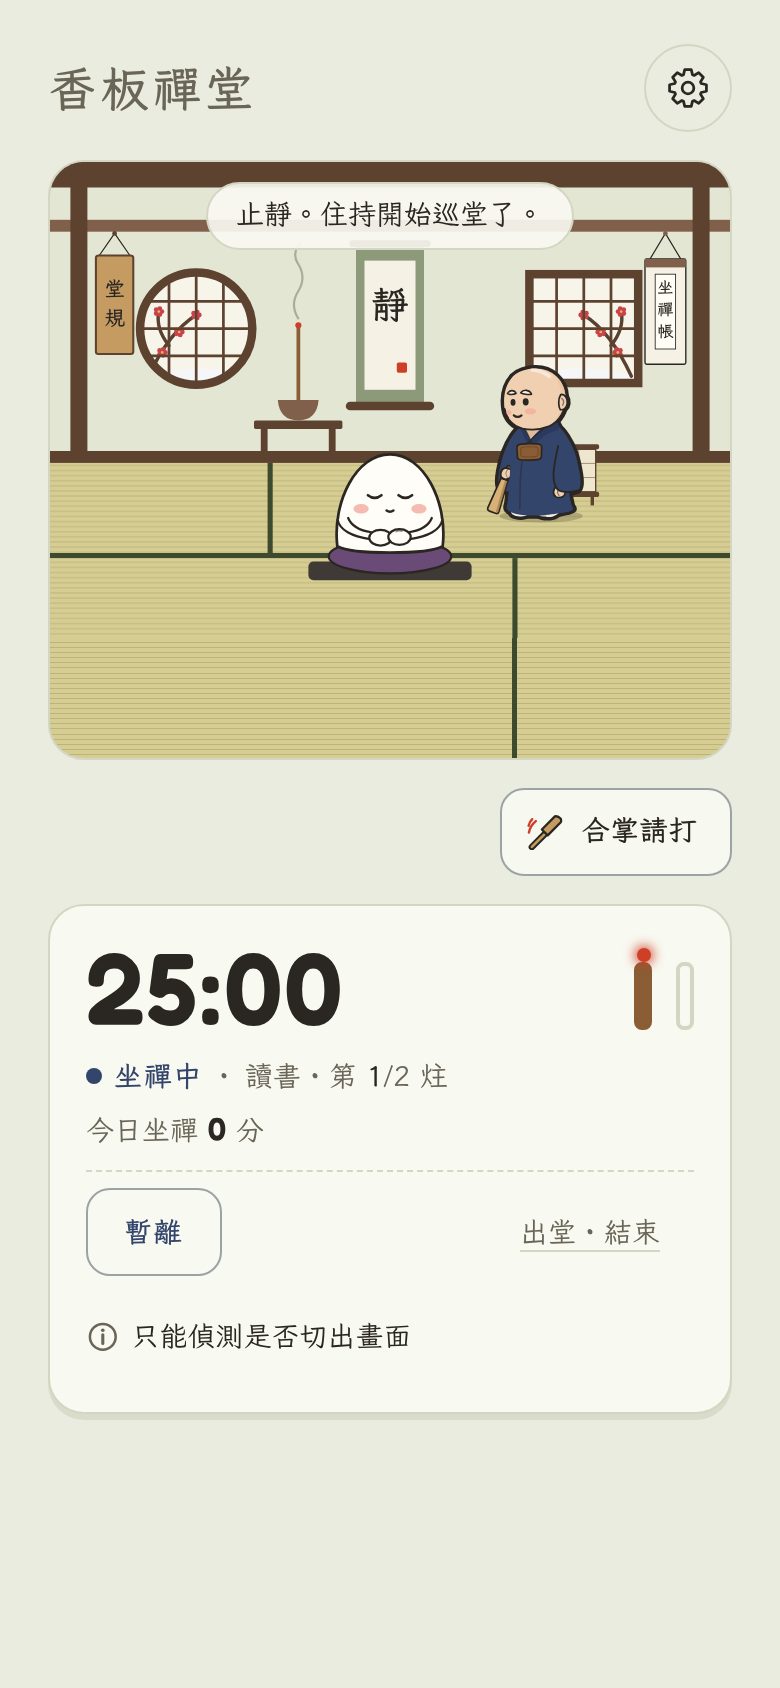 香板禪堂
止靜。住持開始巡堂了。
堂規
靜
坐禪帳
合掌請打
25:00
坐禪中 · 讀書 · 第 1/2 炷
今日坐禪 0 分
暫離
出堂 · 結束
只能偵測是否切出畫面